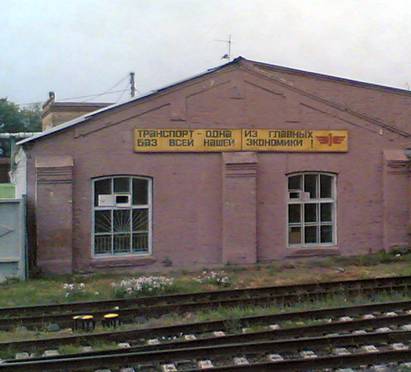 ТРАНСПОРТ - ОДНА ИЗ ГЛАВНЫХ
БАЗ ВСЕЙ НАШЕЙ ЭКОНОМИКИ !